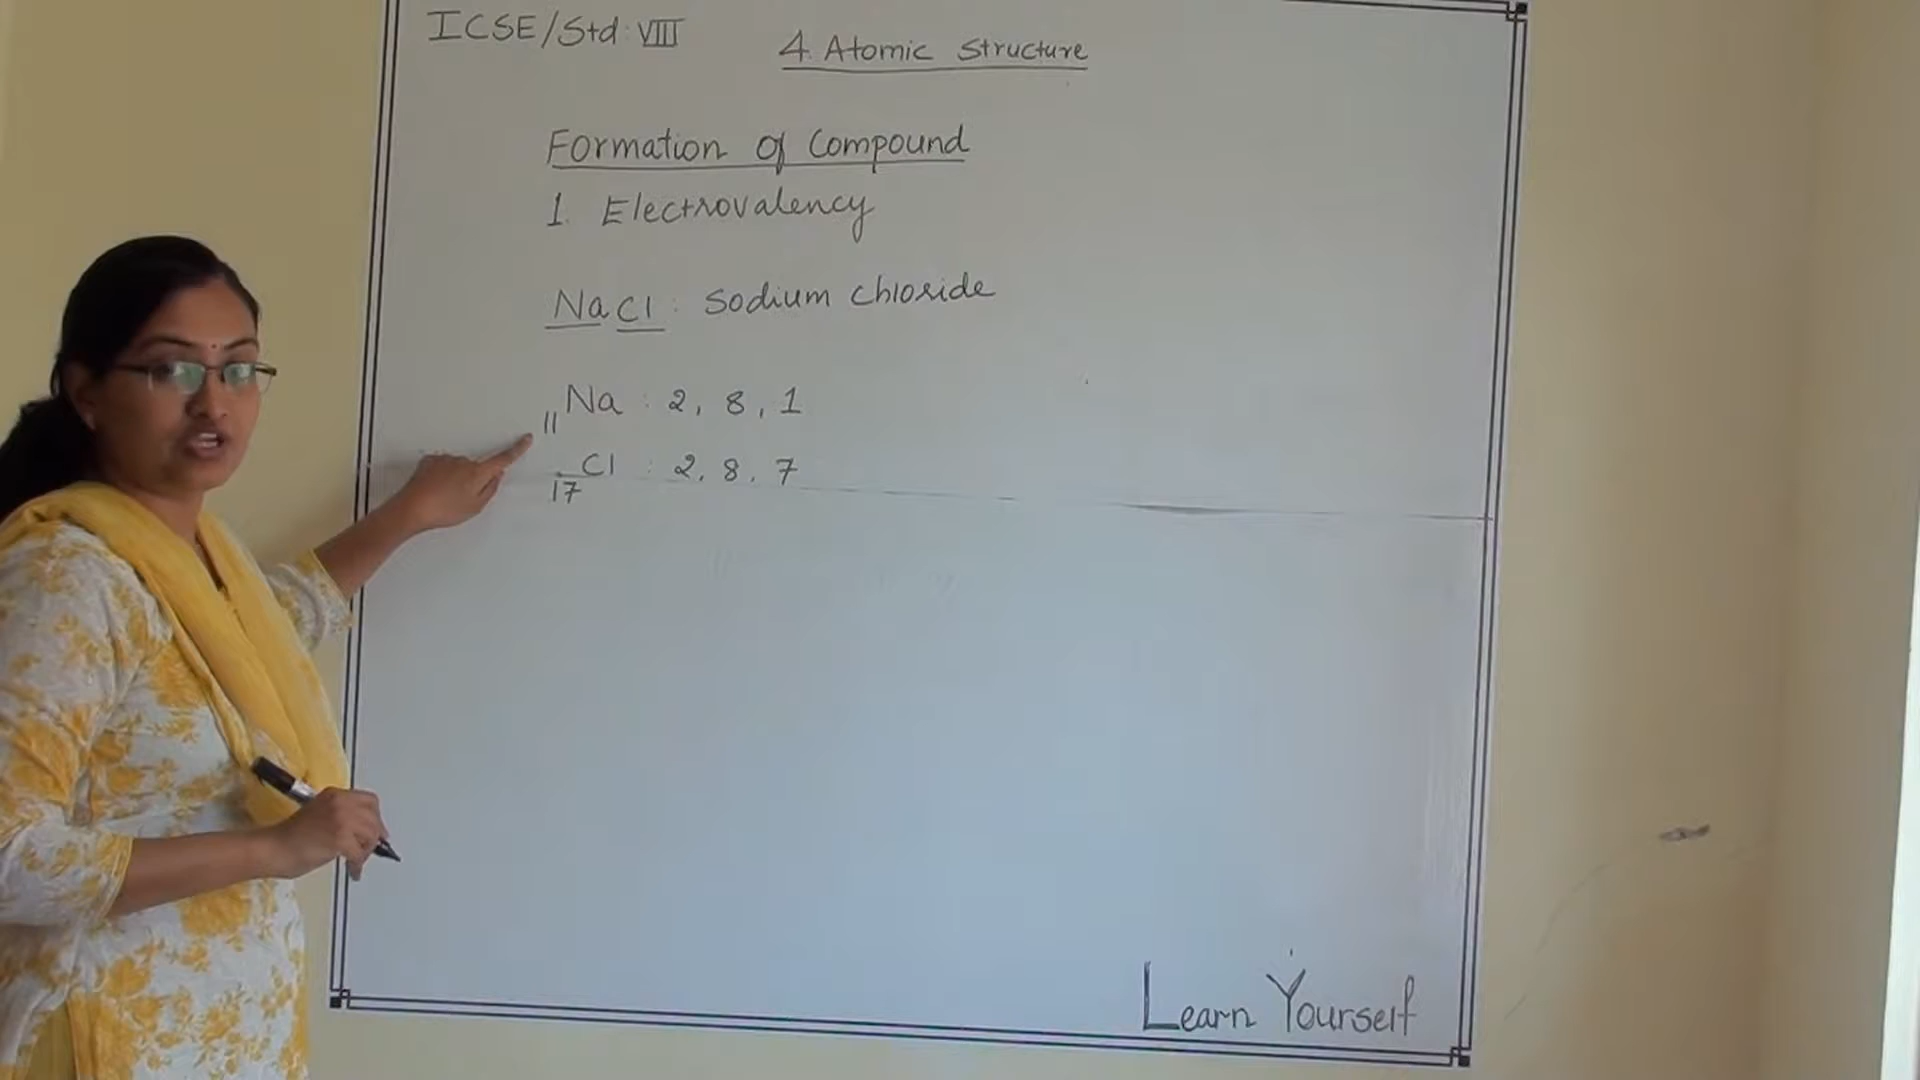 ICSE/Std: VIII
4. Atomic Structure
Formation of Compound
1. Electrovalency
NaCl : Sodium Chloride
11Na : 2, 8, 1
17Cl : 2, 8, 7
Learn Yourself